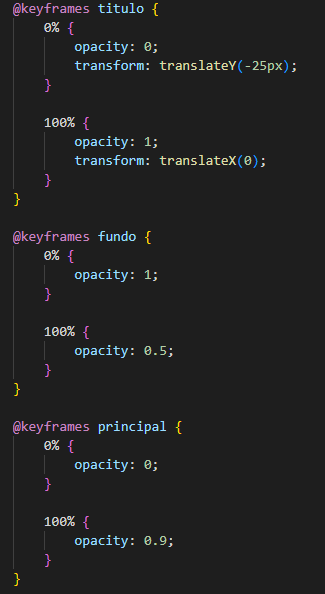 @keyframes titulo {
    0% {
        opacity: 0;
        transform: translateY(-25px);
    }

    100% {
        opacity: 1;
        transform: translateX(0);
    }
}

@keyframes fundo {
    0% {
        opacity: 1;
    }

    100% {
        opacity: 0.5;
    }
}

@keyframes principal {
    0% {
        opacity: 0;
    }

    100% {
        opacity: 0.9;
    }
}